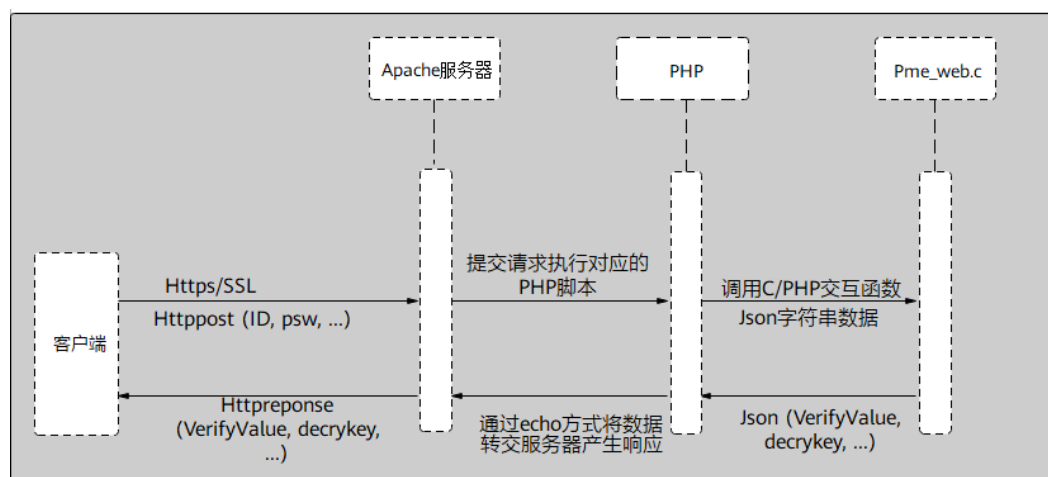 Apache服务器
PHP
Pme_web.c
客户端
Https/SSL
Httppost (ID, psw, ...)
提交请求执行对应的
PHP脚本
调用C/PHP交互函数
Json字符串数据
Httpreponse
(VerifyValue, decrykey,
...)
通过echo方式将数据
转交服务器产生响应
Json (VerifyValue,
decrykey, ...)